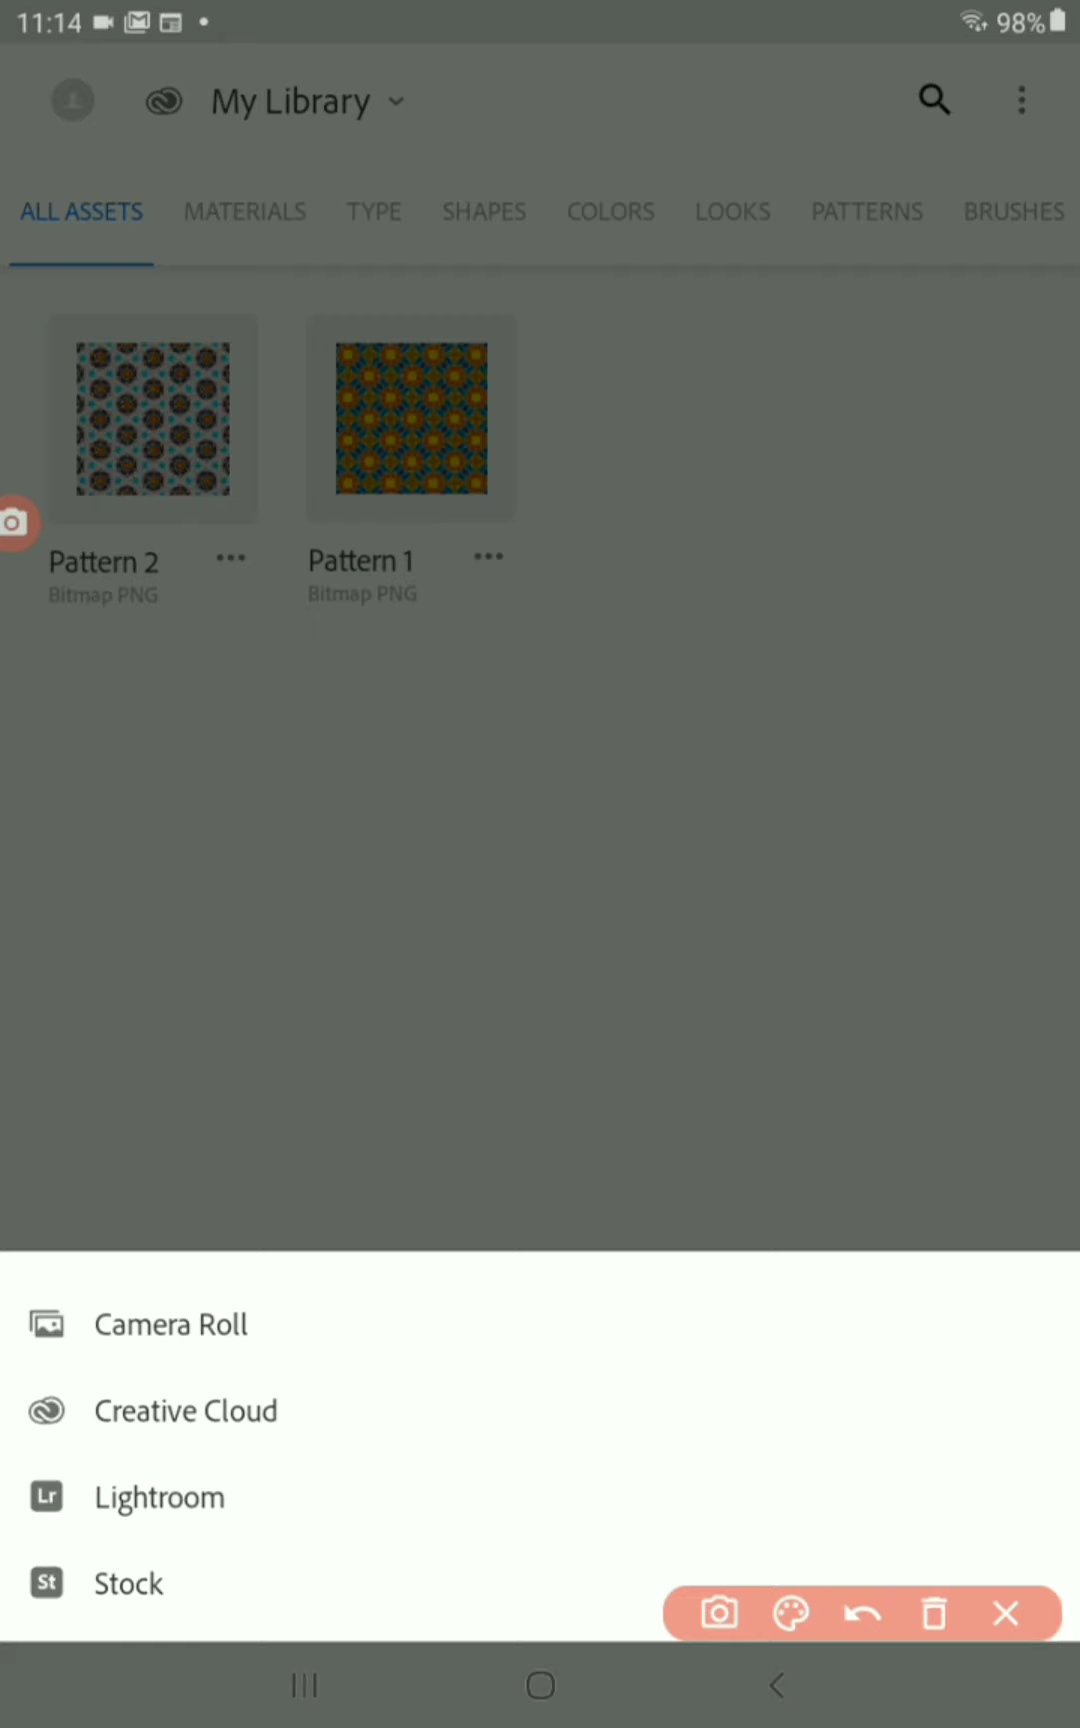 11:14 98%
My Library
ALL ASSETS MATERIALS TYPE SHAPES COLORS LOOKS PATTERNS BRUSHES
Pattern 2 Pattern 1
Bitmap PNG Bitmap PNG
Camera Roll
Creative Cloud
Lr Lightroom
St Stock